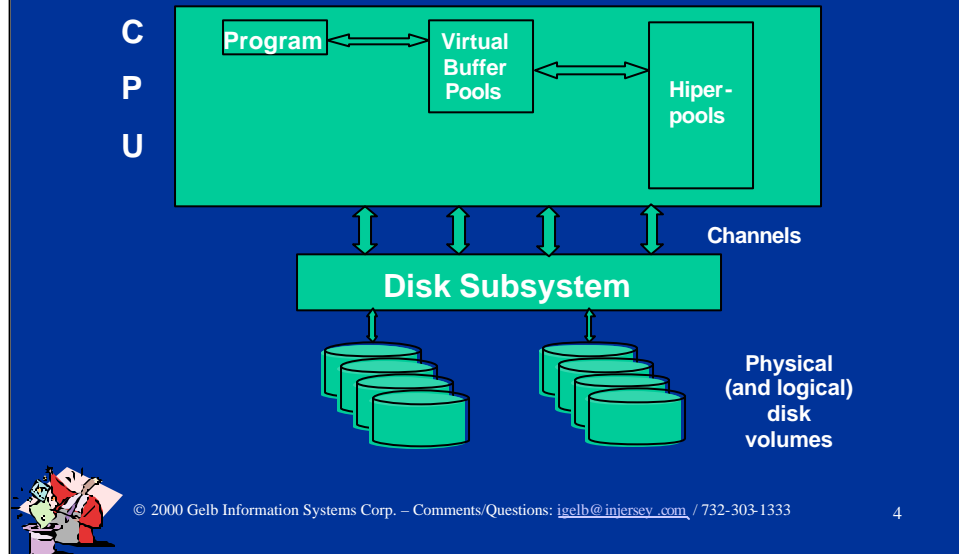 C
P
U
Program
Virtual
Buffer
Pools
Hiper-
pools
Channels
Disk Subsystem
Physical
(and logical)
disk
volumes
© 2000 Gelb Information Systems Corp. – Comments/Questions: igelb@injersey .com / 732-303-1333
4